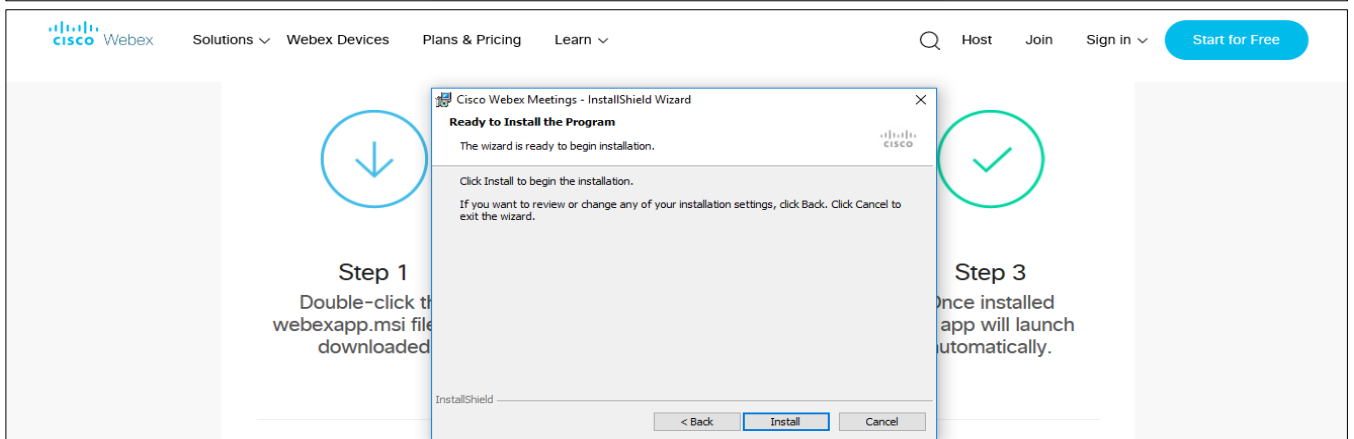 CISCO Webex
Solutions Webex Devices Plans & Pricing Learn Host Join Sign in Start for Free
Cisco Webex Meetings - InstallShield Wizard
Ready to Install the Program
The wizard is ready to begin installation.
CISCO
Click Install to begin the installation.
If you want to review or change any of your installation settings, click Back. Click Cancel to
exit the wizard.
InstallShield
< Back Install Cancel
Step 1
Double-click
webexapp.msi file
downloaded
Step 3
installed
app will launch
automatically.